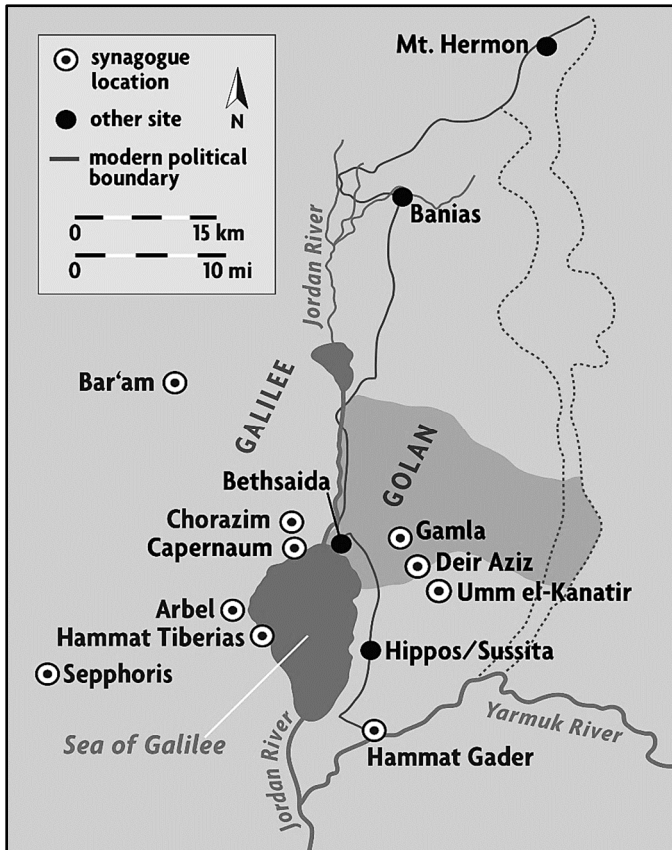 synagogue
location
N
other site
modern political
boundary
0 15 km
0 10 mi
Mt. Hermon
Banias
Jordan River
Bar‘am
GALILEE
GOLAN
Bethsaida
Chorazim
Capernaum
Gamla
Deir Aziz
Umm el-Kanatir
Arbel
Hammat Tiberias
Hippos/Sussita
Sepphoris
Sea of Galilee
Jordan River
Yarmuk River
Hammat Gader